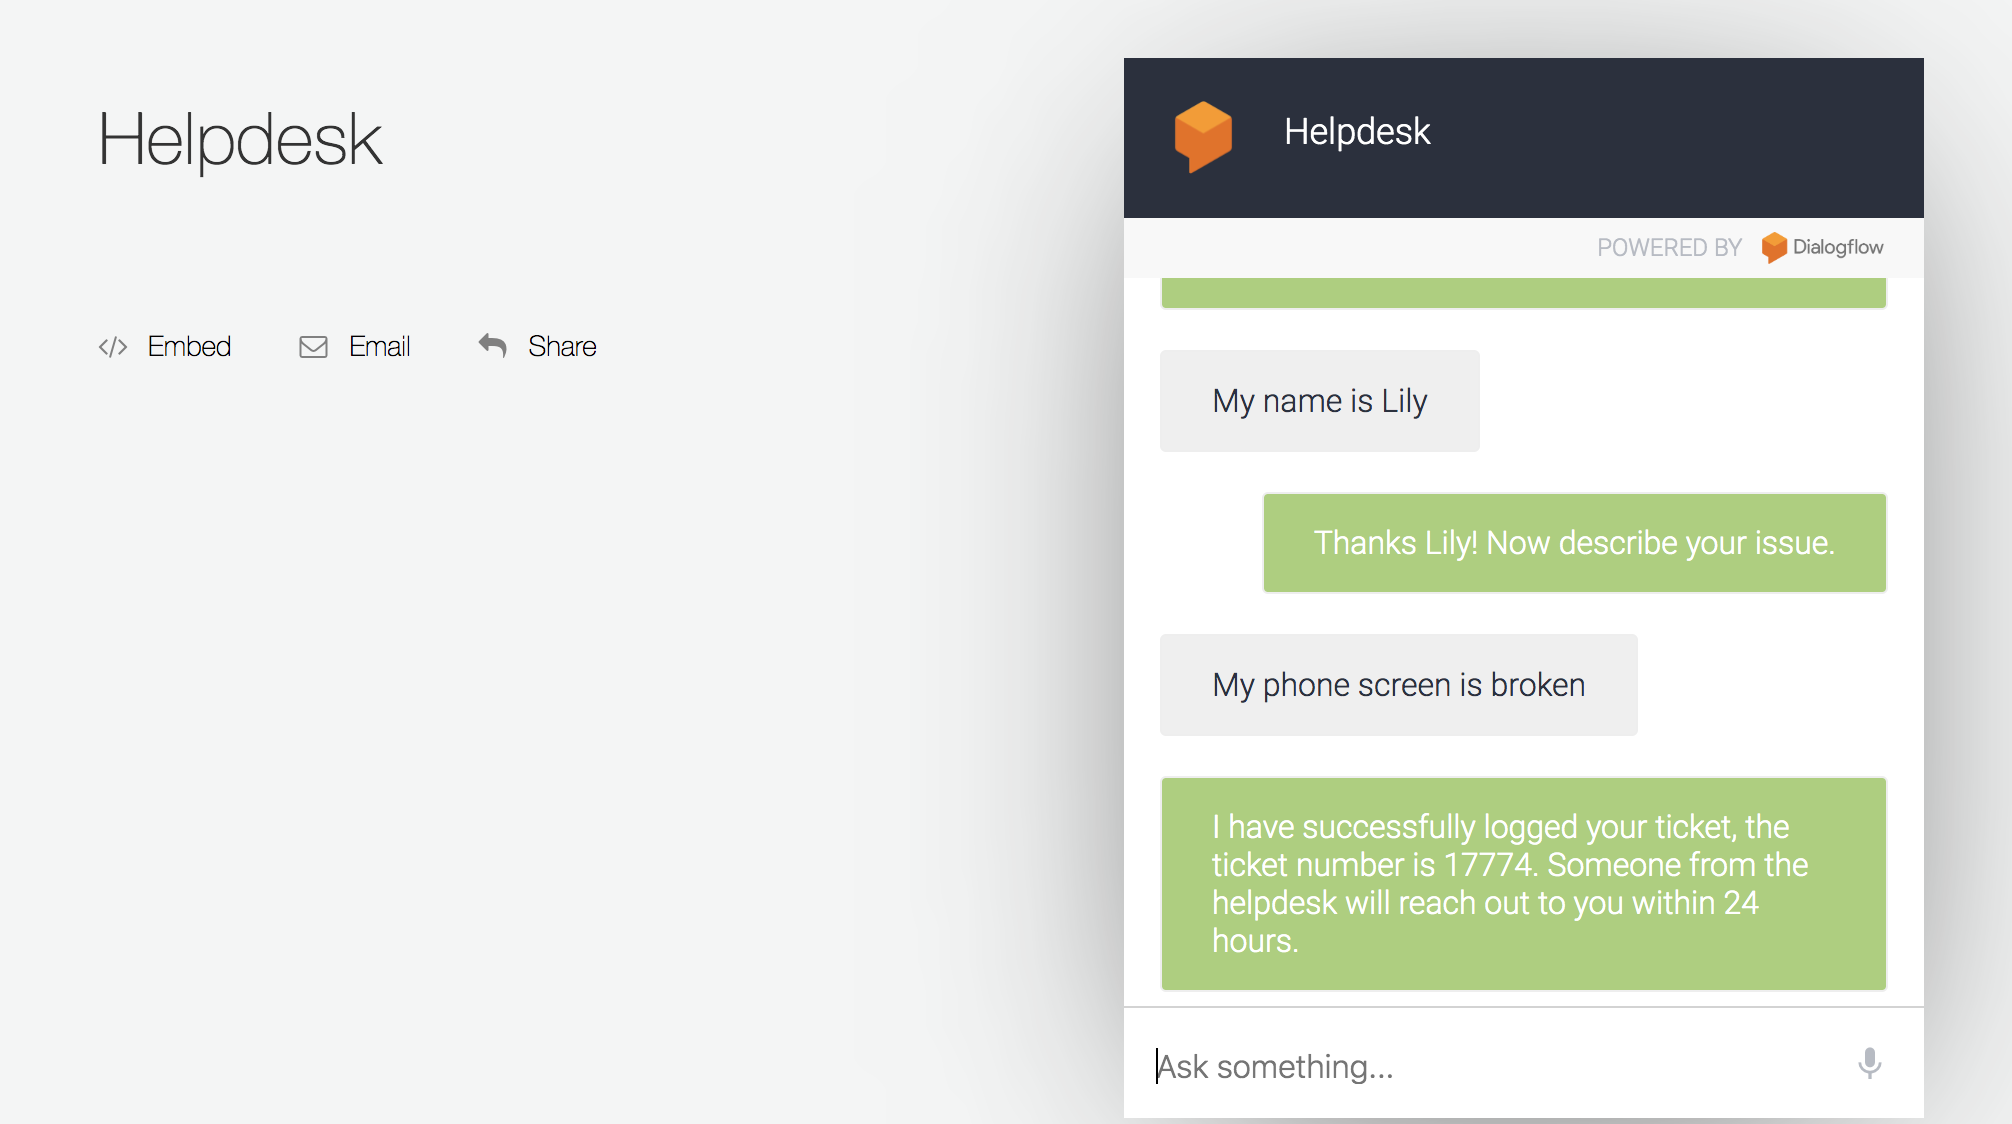 Helpdesk
Embed
Email
Share
Helpdesk
POWERED BY Dialogflow
My name is Lily
Thanks Lily! Now describe your issue.
My phone screen is broken
I have successfully logged your ticket, the
ticket number is 17774. Someone from the
helpdesk will reach out to you within 24
hours.
Ask something...